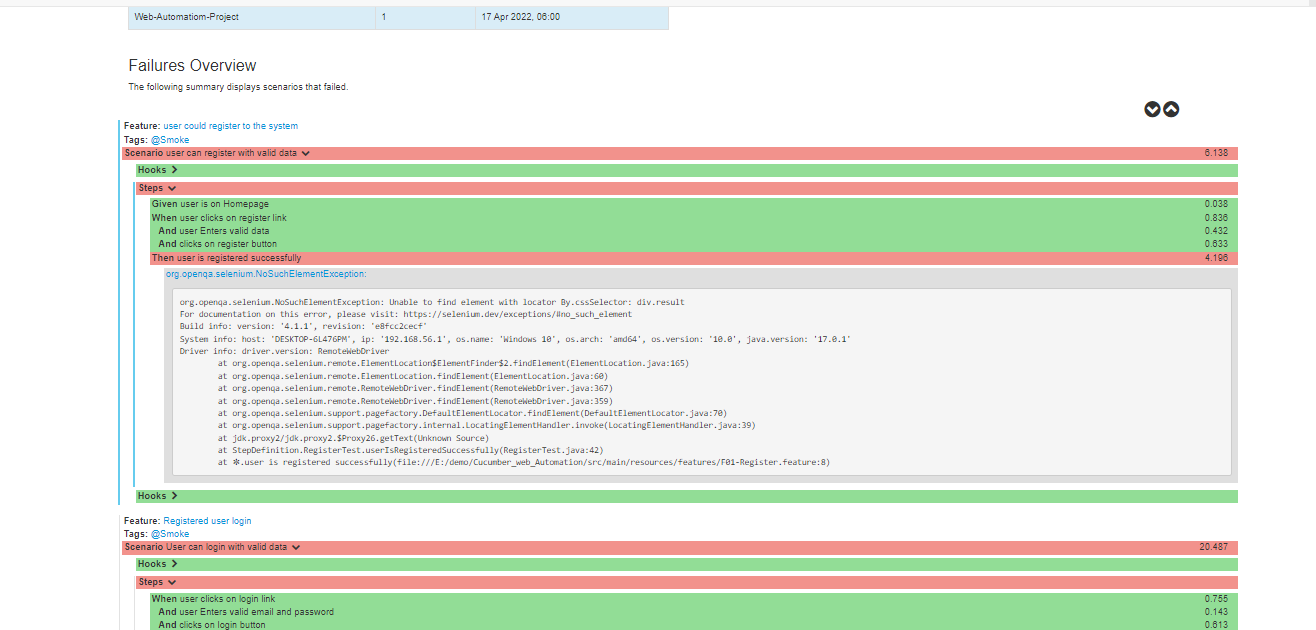 Web-Automatiom-Project 1 17 Apr 2022, 06:00
Failures Overview
The following summary displays scenarios that failed.
Feature: user could register to the system
Tags: @Smoke
Scenario user can register with valid data 6.138
Hooks
Steps
Given user is on Homepage 0.038
When user clicks on register link 0.836
And user Enters valid data 0.432
And clicks on register button 0.633
Then user is registered successfully 4.196
org.openqa.selenium.NoSuchElementException:
org.openqa.selenium.NoSuchElementException: Unable to find element with locator By.cssSelector: div.result
For documentation on this error, please visit: https://selenium.dev/exceptions/#no_such_element
Build info: version: '4.1.1', revision: 'e8fcc2cecf'
System info: host: 'DESKTOP-6L476PM', ip: '192.168.56.1', os.name: 'Windows 10', os.arch: 'amd64', os.version: '10.0', java.version: '17.0.1'
Driver info: driver.version: RemoteWebDriver
at org.openqa.selenium.remote.ElementLocation$ElementFinder$2.findElement(ElementLocation.java:165)
at org.openqa.selenium.remote.ElementLocation.findElement(ElementLocation.java:60)
at org.openqa.selenium.remote.RemoteWebDriver.findElement(RemoteWebDriver.java:367)
at org.openqa.selenium.remote.RemoteWebDriver.findElement(RemoteWebDriver.java:359)
at org.openqa.selenium.support.pagefactory.DefaultElementLocator.findElement(DefaultElementLocator.java:70)
at org.openqa.selenium.support.pagefactory.internal.LocatingElementHandler.invoke(LocatingElementHandler.java:39)
at jdk.proxy2/jdk.proxy2.$Proxy26.getText(Unknown Source)
at StepDefinition.RegisterTest.userIsRegisteredSuccessfully(RegisterTest.java:42)
at ✽.user is registered successfully(file:///E:/demo/Cucumber_web_Automation/src/main/resources/features/F01-Register.feature:8)
Hooks
Feature: Registered user login
Tags: @Smoke
Scenario User can login with valid data 20.487
Hooks
Steps
When user clicks on login link 0.755
And user Enters valid email and password 0.143
And clicks on login button 0.613